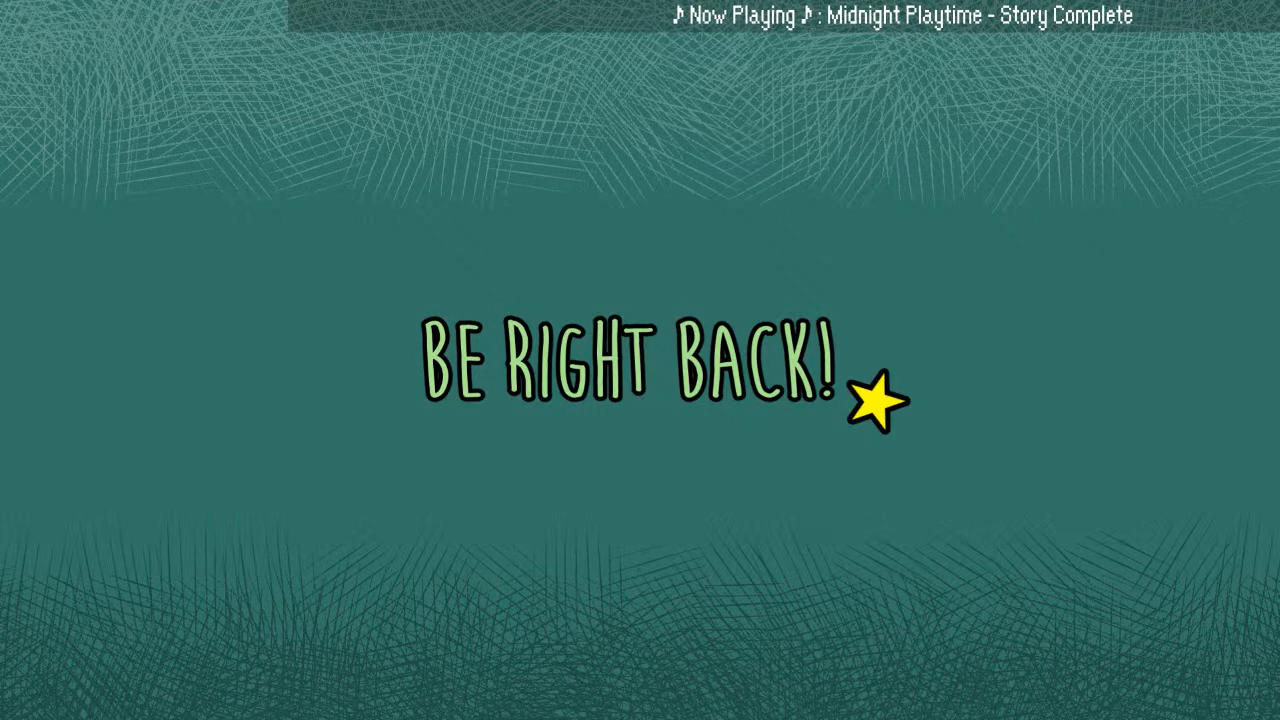 ♪ Now Playing ♪ : Midnight Playtime - Story Complete
BE RIGHT BACK!